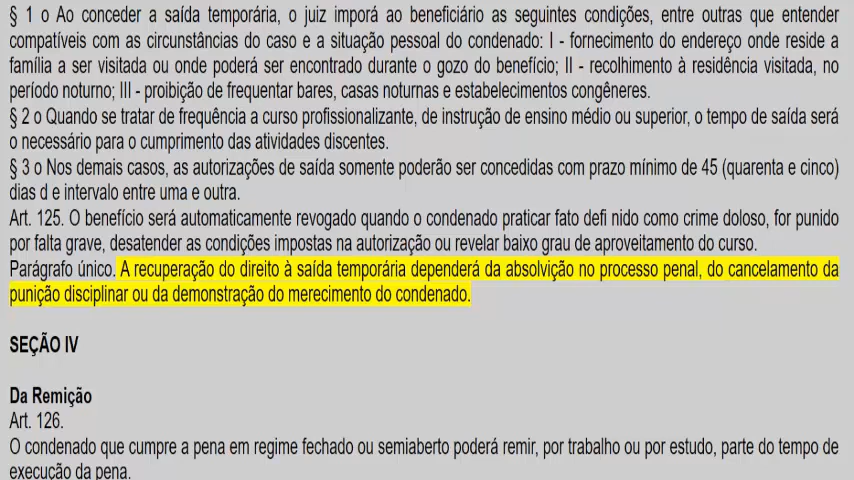 § 1 o Ao conceder a saída temporária, o juiz imporá ao beneficiário as seguintes condições, entre outras que entender
compatíveis com as circunstâncias do caso e a situação pessoal do condenado: I - fornecimento do endereço onde reside a
família a ser visitada ou onde poderá ser encontrado durante o gozo do benefício; II - recolhimento à residência visitada, no
período noturno; III - proibição de frequentar bares, casas noturnas e estabelecimentos congêneres.
§ 2 o Quando se tratar de frequência a curso profissionalizante, de instrução de ensino médio ou superior, o tempo de saída será
o necessário para o cumprimento das atividades discentes.
§ 3 o Nos demais casos, as autorizações de saída somente poderão ser concedidas com prazo mínimo de 45 (quarenta e cinco)
dias d e intervalo entre uma e outra.
Art. 125. O benefício será automaticamente revogado quando o condenado praticar fato defi nido como crime doloso, for punido
por falta grave, desatender as condições impostas na autorização ou revelar baixo grau de aproveitamento do curso.
Parágrafo único. A recuperação do direito à saída temporária dependerá da absolvição no processo penal, do cancelamento da
punição disciplinar ou da demonstração do merecimento do condenado.
SEÇÃO IV
Da Remição
Art. 126.
O condenado que cumpre a pena em regime fechado ou semiaberto poderá remir, por trabalho ou por estudo, parte do tempo de
execução da pena.